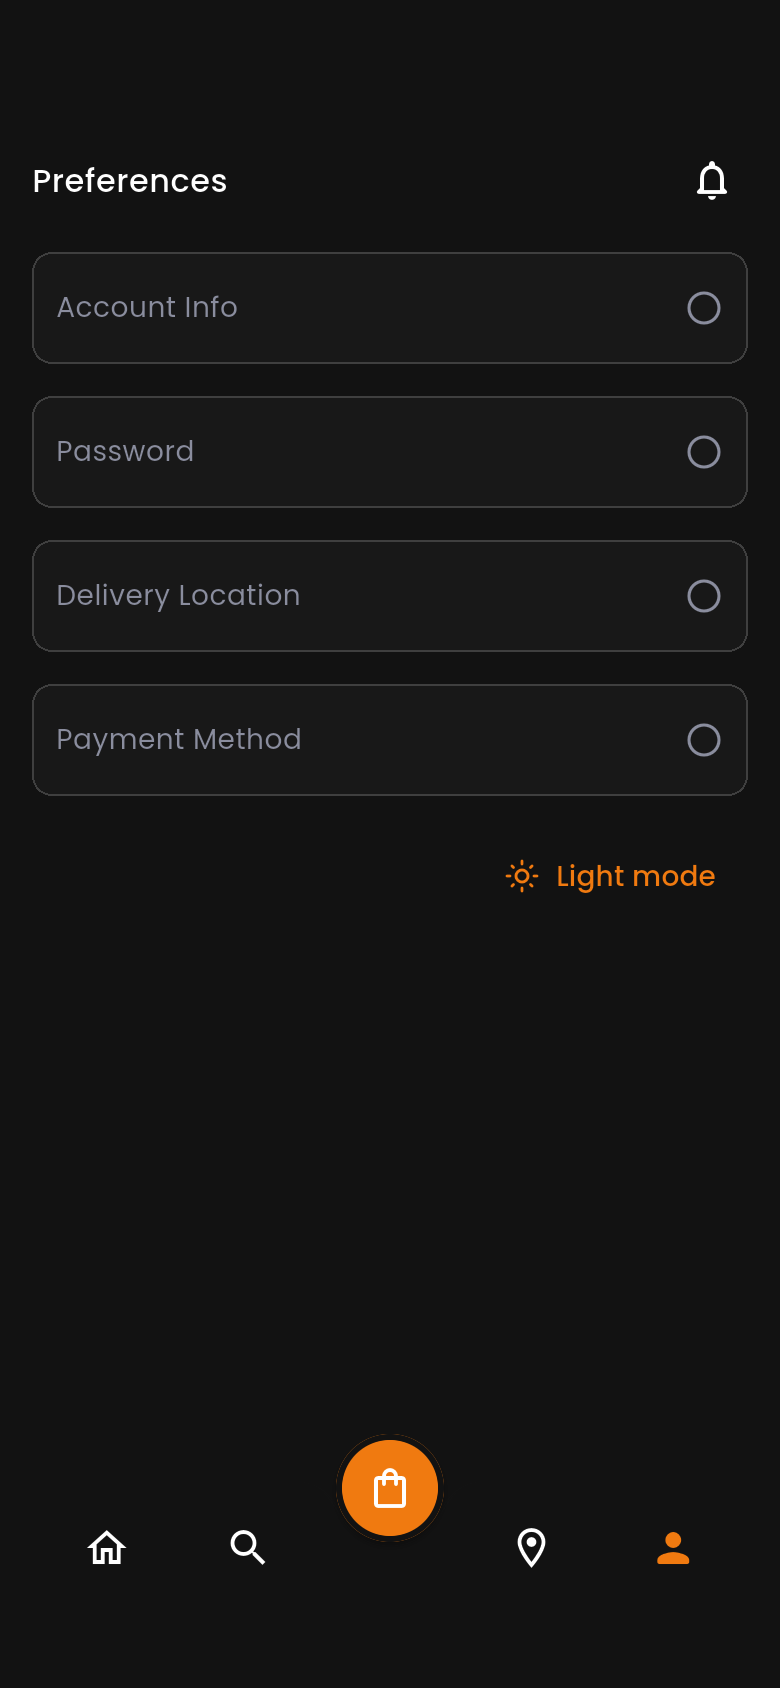 Preferences
Account Info
Password
Delivery Location
Payment Method
Light mode